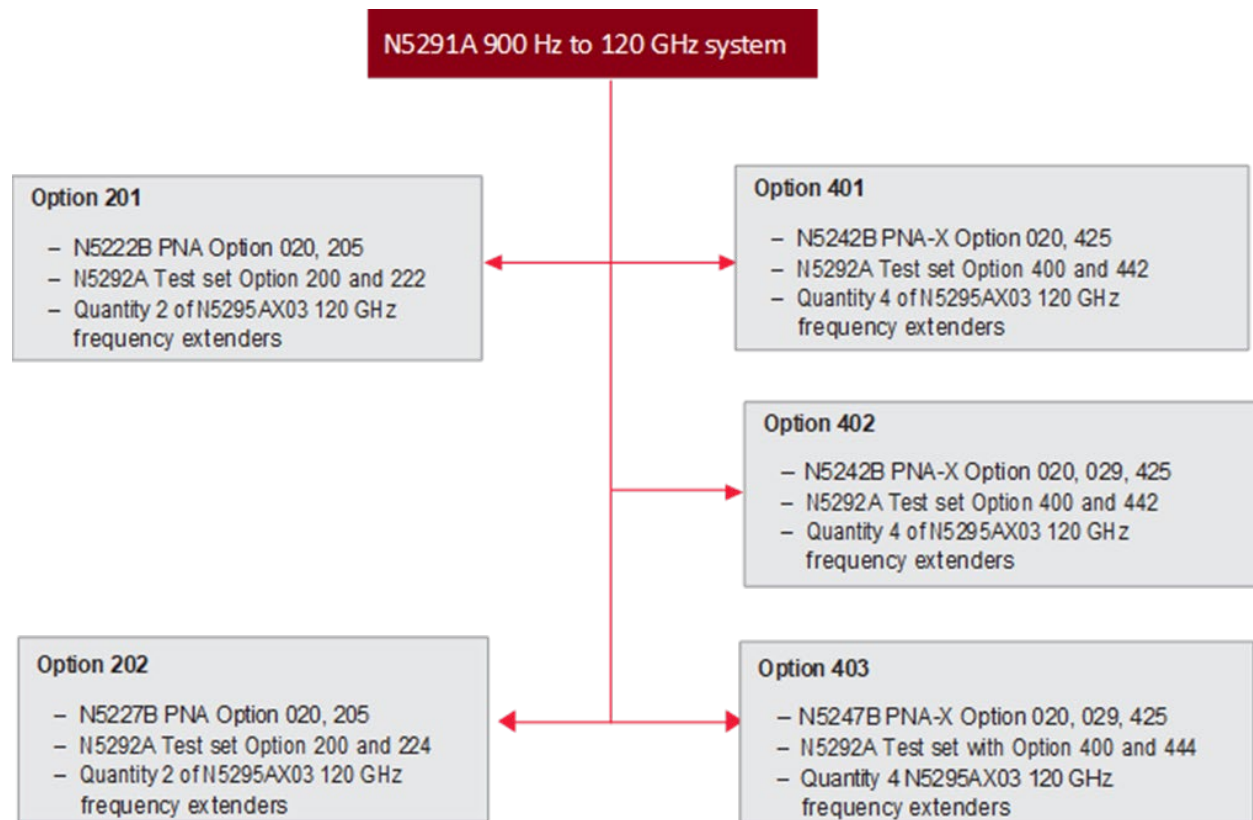 N5291A 900 Hz to 120 GHz system
Option 201
– N5222B PNA Option 020, 205
– N5292A Test set Option 200 and 222
– Quantity 2 of N5295AX03 120 GHz
frequency extenders
Option 401
– N5242B PNA-X Option 020, 425
– N5292A Test set Option 400 and 442
– Quantity 4 of N5295AX03 120 GHz
frequency extenders
Option 402
– N5242B PNA-X Option 020, 029, 425
– N5292A Test set Option 400 and 442
– Quantity 4 of N5295AX03 120 GHz
frequency extenders
Option 202
– N5227B PNA Option 020, 205
– N5292A Test set Option 200 and 224
– Quantity 2 of N5295AX03 120 GHz
frequency extenders
Option 403
– N5247B PNA-X Option 020, 029, 425
– N5292A Test set with Option 400 and 444
– Quantity 4 N5295AX03 120 GHz
frequency extenders